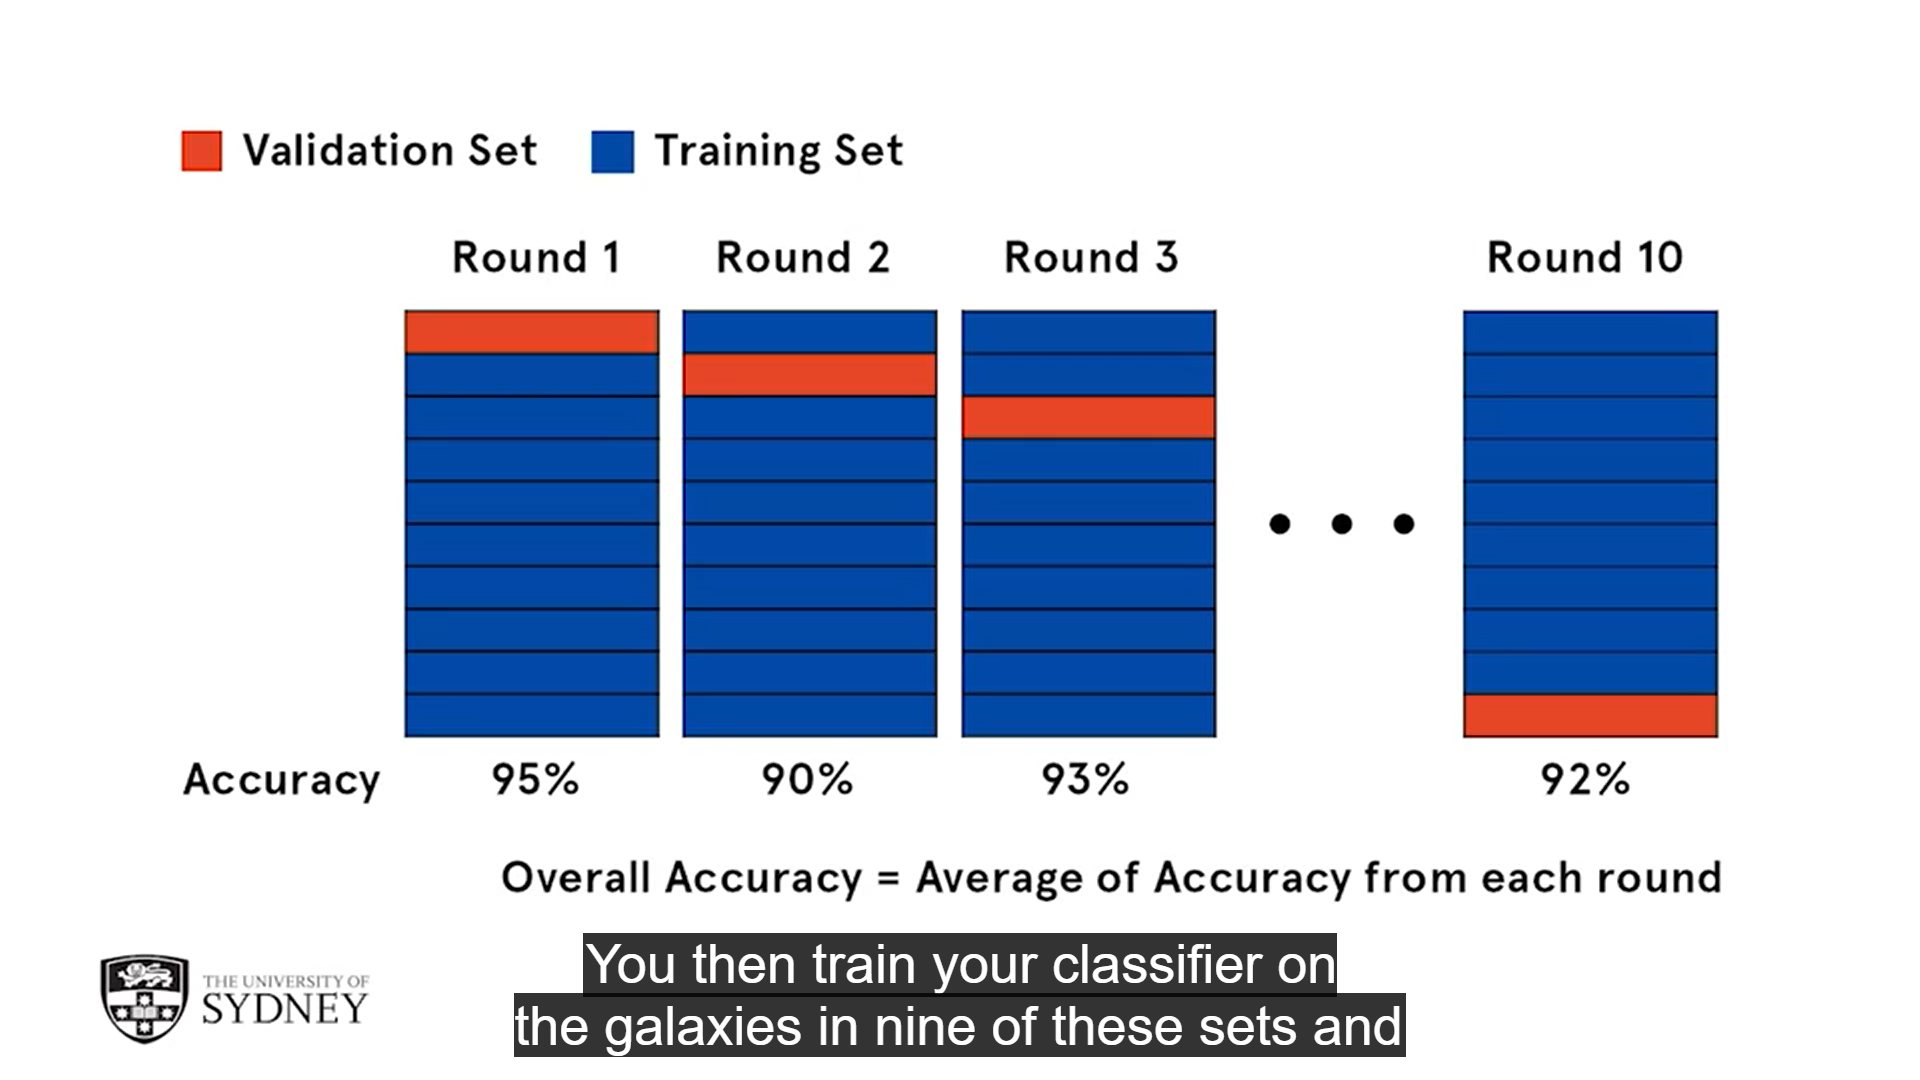 Validation Set Training Set
Round 1 Round 2 Round 3 Round 10
Accuracy 95% 90% 93% 92%
Overall Accuracy = Average of Accuracy from each round
THE UNIVERSITY OF
SYDNEY
You then train your classifier on
the galaxies in nine of these sets and